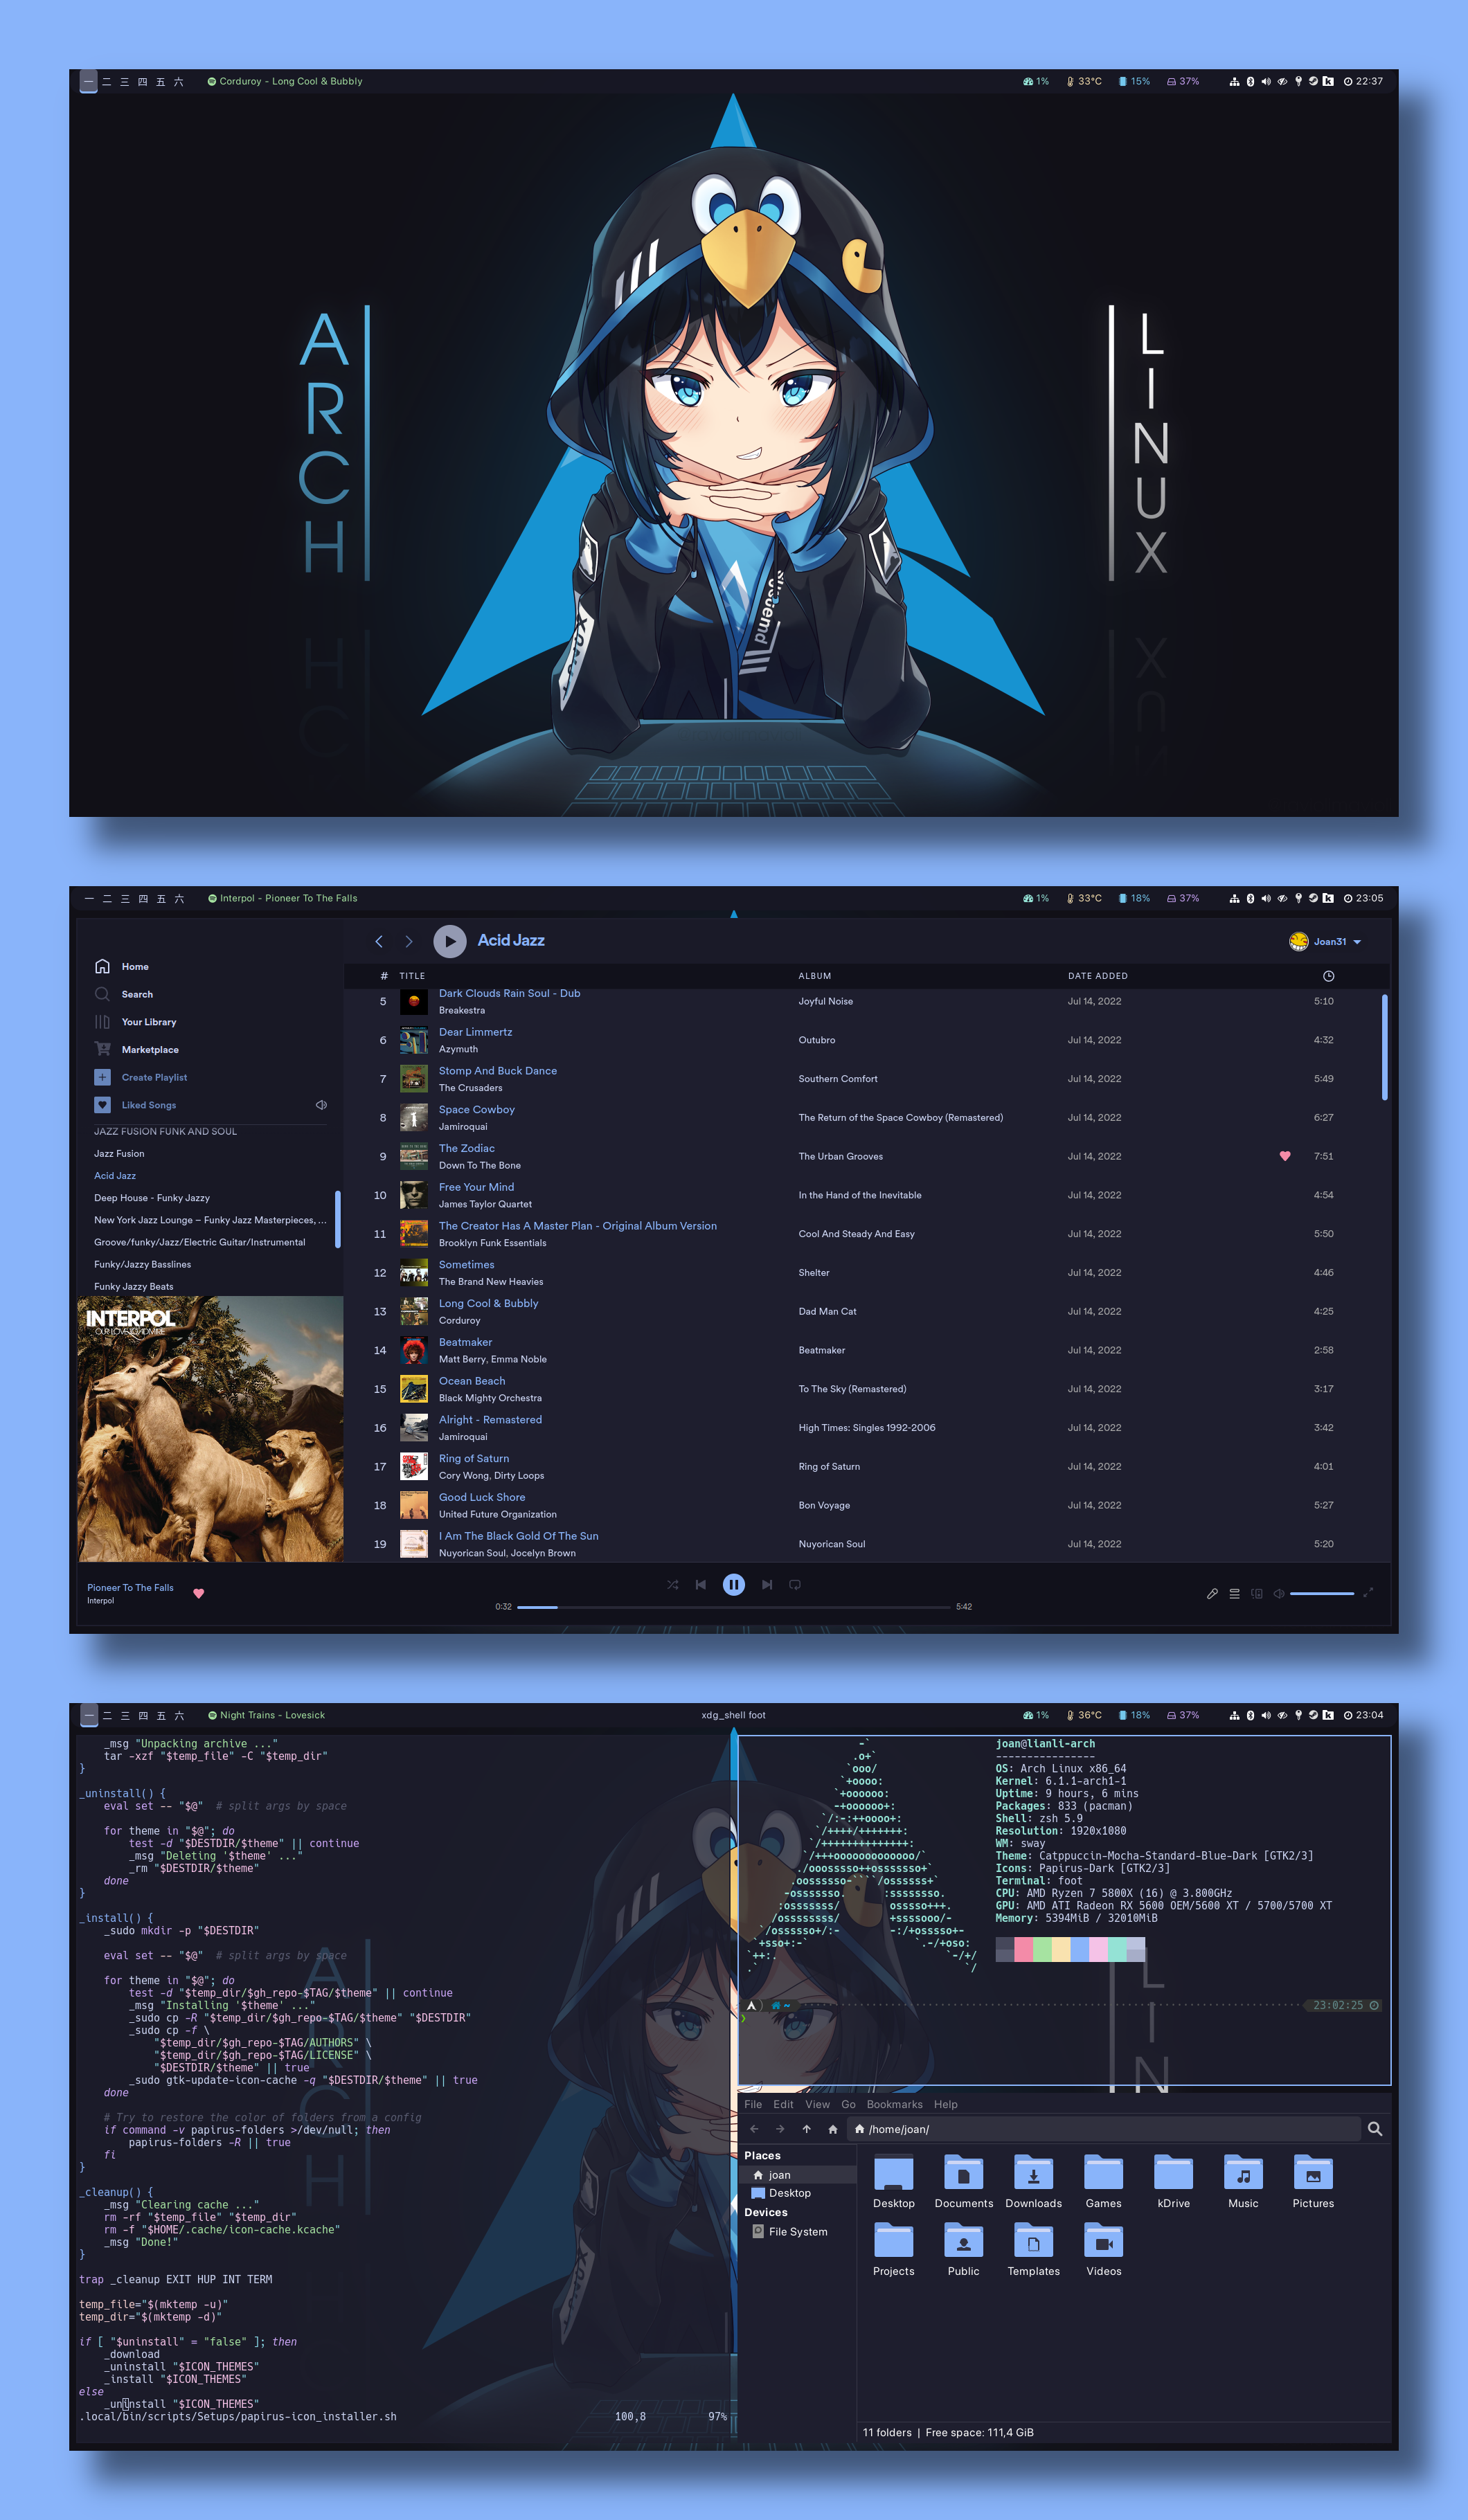 一 二 三 四 五 六 Corduroy - Long Cool & Bubbly 1% 33°C 15% 37% 22:37
ARCH
LINUX
systemd
一 二 三 四 五 六 Interpol - Pioneer To The Falls 1% 33°C 18% 37% 23:05
Home
Search
Your Library
Marketplace
Create Playlist
Liked Songs
JAZZ FUSION FUNK AND SOUL
Jazz Fusion
Acid Jazz
Deep House - Funky Jazzy
New York Jazz Lounge – Funky Jazz Masterpieces, ...
Groove/funky/Jazz/Electric Guitar/Instrumental
Funky/Jazzy Basslines
Funky Jazzy Beats
INTERPOL
OUR LOVE TO ADMIRE
Acid Jazz
Joan31
# TITLE ALBUM DATE ADDED
5 Dark Clouds Rain Soul - Dub Joyful Noise Jul 14, 2022 5:10
Breakestra
6 Dear Limmertz Outubro Jul 14, 2022 4:32
Azymuth
7 Stomp And Buck Dance Southern Comfort Jul 14, 2022 5:49
The Crusaders
8 Space Cowboy The Return of the Space Cowboy (Remastered) Jul 14, 2022 6:27
Jamiroquai
9 The Zodiac The Urban Grooves Jul 14, 2022 7:51
Down To The Bone
10 Free Your Mind In the Hand of the Inevitable Jul 14, 2022 4:54
James Taylor Quartet
11 The Creator Has A Master Plan - Original Album Version Cool And Steady And Easy Jul 14, 2022 5:50
Brooklyn Funk Essentials
12 Sometimes Shelter Jul 14, 2022 4:46
The Brand New Heavies
13 Long Cool & Bubbly Dad Man Cat Jul 14, 2022 4:25
Corduroy
14 Beatmaker Beatmaker Jul 14, 2022 2:58
Matt Berry, Emma Noble
15 Ocean Beach To The Sky (Remastered) Jul 14, 2022 3:17
Black Mighty Orchestra
16 Alright - Remastered High Times: Singles 1992-2006 Jul 14, 2022 3:42
Jamiroquai
17 Ring of Saturn Ring of Saturn Jul 14, 2022 4:01
Cory Wong, Dirty Loops
18 Good Luck Shore Bon Voyage Jul 14, 2022 5:27
United Future Organization
19 I Am The Black Gold Of The Sun Nuyorican Soul Jul 14, 2022 5:20
Nuyorican Soul, Jocelyn Brown
Pioneer To The Falls
Interpol
0:32 5:42
一 二 三 四 五 六 Night Trains - Lovesick xdg_shell foot 1% 36°C 18% 37% 23:04
_msg "Unpacking archive ..."
tar -xzf "$temp_file" -C "$temp_dir"
}
_uninstall() {
eval set -- "$@"  # split args by space
for theme in "$@"; do
test -d "$DESTDIR/$theme" || continue
_msg "Deleting '$theme' ..."
_rm "$DESTDIR/$theme"
done
}
_install() {
_sudo mkdir -p "$DESTDIR"
eval set -- "$@"  # split args by space
for theme in "$@"; do
test -d "$temp_dir/$gh_repo-$TAG/$theme" || continue
_msg "Installing '$theme' ..."
_sudo cp -R "$temp_dir/$gh_repo-$TAG/$theme" "$DESTDIR"
_sudo cp -f \
"$temp_dir/$gh_repo-$TAG/AUTHORS" \
"$temp_dir/$gh_repo-$TAG/LICENSE" \
"$DESTDIR/$theme" || true
_sudo gtk-update-icon-cache -q "$DESTDIR/$theme" || true
done
# Try to restore the color of folders from a config
if command -v papirus-folders >/dev/null; then
papirus-folders -R || true
fi
}
_cleanup() {
_msg "Clearing cache ..."
rm -rf "$temp_file" "$temp_dir"
rm -f "$HOME/.cache/icon-cache.kcache"
_msg "Done!"
}
trap _cleanup EXIT HUP INT TERM
temp_file="$(mktemp -u)"
temp_dir="$(mktemp -d)"
if [ "$uninstall" = "false" ]; then
_download
_uninstall "$ICON_THEMES"
_install "$ICON_THEMES"
else
_uninstall "$ICON_THEMES"
.local/bin/scripts/Setups/papirus-icon_installer.sh 100,8 97%
joan@lianli-arch
----------------
OS: Arch Linux x86_64
Kernel: 6.1.1-arch1-1
Uptime: 9 hours, 6 mins
Packages: 833 (pacman)
Shell: zsh 5.9
Resolution: 1920x1080
WM: sway
Theme: Catppuccin-Mocha-Standard-Blue-Dark [GTK2/3]
Icons: Papirus-Dark [GTK2/3]
Terminal: foot
CPU: AMD Ryzen 7 5800X (16) @ 3.800GHz
GPU: AMD ATI Radeon RX 5600 OEM/5600 XT / 5700/5700 XT
Memory: 5394MiB / 32010MiB
~ 23:02:25
❯
File Edit View Go Bookmarks Help
/home/joan/
Places
joan
Desktop
Devices
File System
Desktop Documents Downloads Games kDrive Music Pictures
Projects Public Templates Videos
11 folders | Free space: 111,4 GiB